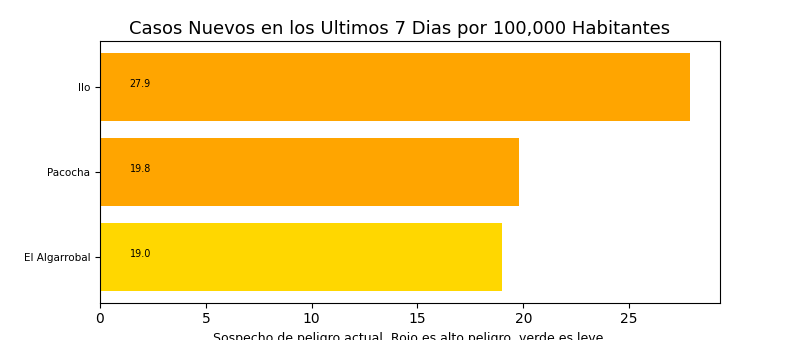 Casos Nuevos en los Ultimos 7 Dias por 100,000 Habitantes
Ilo
27.9
Pacocha
19.8
El Algarrobal
19.0
0 5 10 15 20 25
Sospecho de peligro actual. Rojo es alto peligro, verde es leve